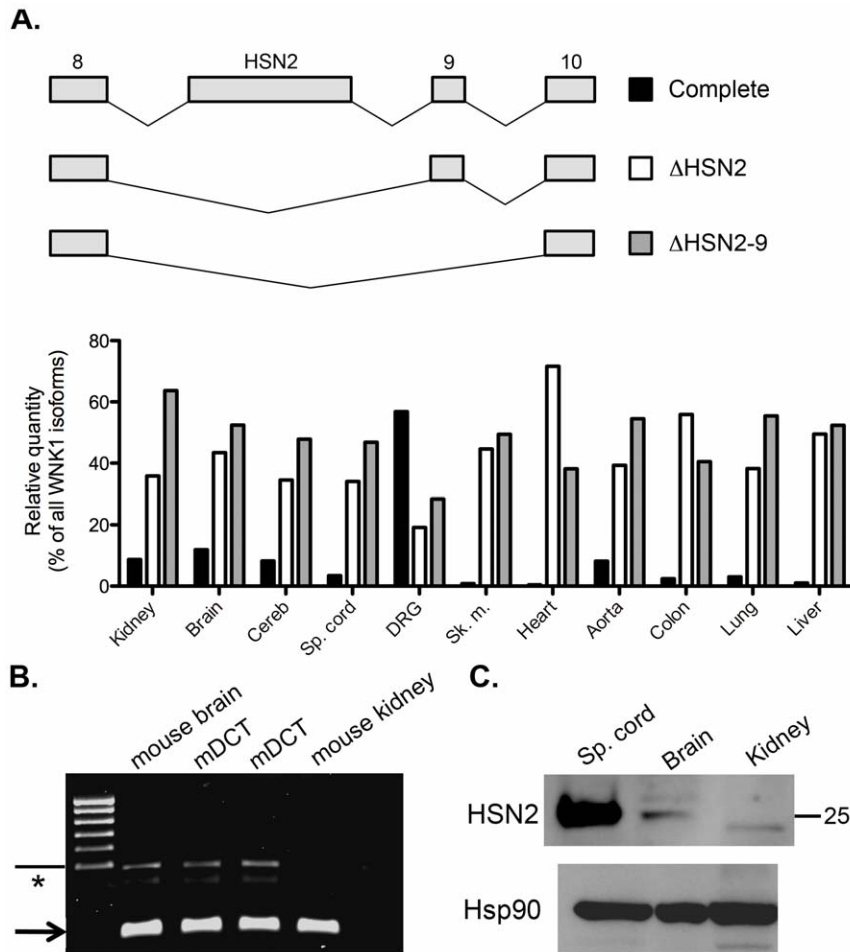 A.
8 HSN2 9 10
Complete
ΔHSN2
ΔHSN2-9
Relative quantity
(% of all WNK1 isoforms)
80
60
40
20
0
Kidney Brain Cereb Sp. cord DRG Sk. m. Heart Aorta Colon Lung Liver
B.
mouse brain mDCT mDCT mouse kidney
*
C.
Sp. cord Brain Kidney
HSN2 25
Hsp90